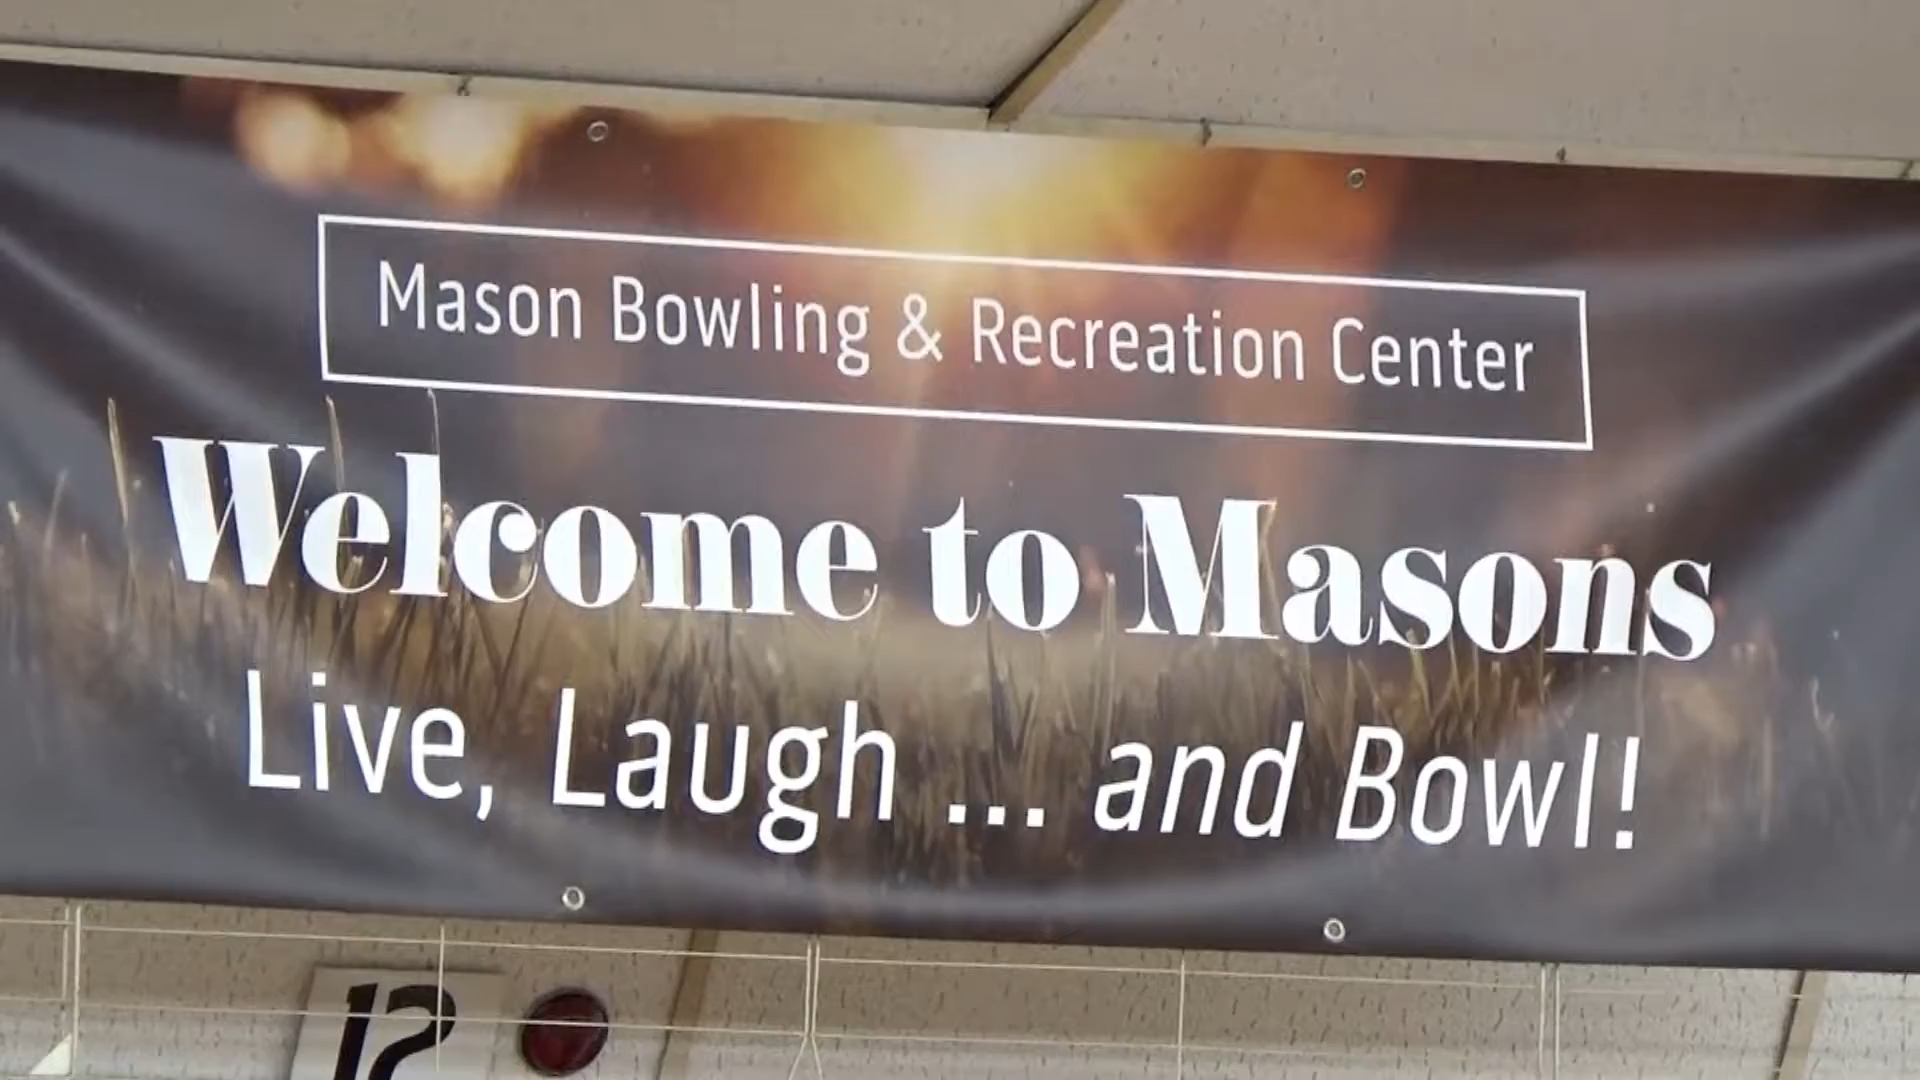 Mason Bowling & Recreation Center
Welcome to Masons
Live, Laugh ... and Bowl!
12